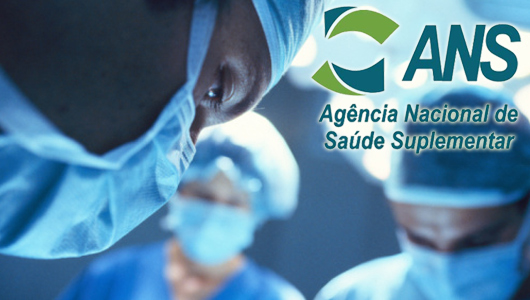 ANS
Agência Nacional de
Saúde Suplementar